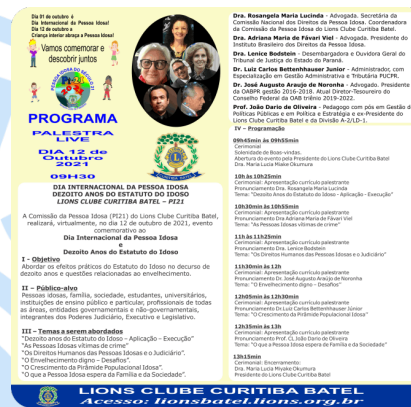 Dia 01 de outubro é
Dia Internacional da Pessoa Idosa!
Dia 12 de outubro a
Criança interior abraça a Pessoa Idosa!
Vamos comemorar e
descobrir juntos
PROGRAMA
PALESTRA
LIVE
DIA 12 de
Outubro
2021
09H30
DIA INTERNACIONAL DA PESSOA IDOSA
DEZOITO ANOS DO ESTATUTO DO IDOSO
LIONS CLUBE CURITIBA BATEL – PI21
A Comissão da Pessoa Idosa (PI21) do Lions Clube Curitiba Batel,
realizará, virtualmente, no dia 12 de outubro de 2021, evento
comemorativo ao
Dia Internacional da Pessoa Idosa
e
Dezoito Anos do Estatuto do Idoso
I - Objetivo
Abordar os efeitos práticos do Estatuto do Idoso no decurso de
dezoito anos e questões relacionadas ao envelhecimento.
II – Público-alvo
Pessoas idosas, família, sociedade, estudantes, universitários,
instituições de ensino público e particular, profissionais de todas
as áreas, entidades governamentais e não-governamentais,
integrantes dos Poderes Judiciário, Executivo e Legislativo.
III – Temas a serem abordados
"Dezoito anos do Estatuto do Idoso – Aplicação – Execução"
"As Pessoas Idosas vítimas de crime"
"Os Direitos Humanos das Pessoas Idosas e o Judiciário".
"O Envelhecimento digno – Desafios".
"O Crescimento da Pirâmide Populacional Idosa".
"O que a Pessoa Idosa espera da Família e da Sociedade".
Dra. Rosangela Maria Lucinda - Advogada. Secretária da
Comissão Nacional dos Direitos da Pessoa Idosa. Coordenadora
da Comissão da Pessoa Idosa do Lions Clube Curitiba Batel.
Dra. Adriana Maria de Fávari Viel - Advogada. Presidente do
Instituto Brasileiro dos Direitos da Pessoa Idosa.
Dra. Lenice Bodstein - Desembargadora e Ouvidora Geral do
Tribunal de Justiça do Estado do Paraná.
Dr. Luiz Carlos Bettenhhauser Junior - Administrador, com
Especialização em Gestão Administrativa e Tributária PUCPR.
Dr. José Augusto Araujo de Noronha - Advogado. Presidente
da OABPR gestão 2016-2018. Atual Diretor-Tesoureiro do
Conselho Federal da OAB triênio 2019-2022.
Prof. João Dario de Oliveira - Pedagogo com pós em Gestão de
Políticas Públicas e em Política e Estratégica e ex-Presidente do
Lions Clube Curitiba Batel e da Divisão A-2/LD-1.
IV – Programação
09h45min às 09h55min
Cerimonial
Solenidade de Boas-vindas.
Abertura do evento pela Presidente do Lions Clube Curitiba Batel
Dra. Maria Lucia Miake Okumura
10h às 10h25min
Cerimonial: Apresentação currículo palestrante
Pronunciamento Dra. Rosangela Maria Lucinda
Tema: "Dezoito anos do Estatuto do Idoso - Aplicação - Execução"
10h30min às 10h55min
Cerimonial: Apresentação currículo palestrante
Pronunciamento Dra Adriana Maria de Fávari Viel
Tema: "As Pessoas Idosas vítimas de crime"
11h às 11h25min
Cerimonial: Apresentação currículo palestrante
Pronunciamento Dra. Lenice Bodstein
Tema: "Os Direitos Humanos das Pessoas Idosas e o Judiciário"
11h30min às 12h
Cerimonial: Apresentação currículo palestrante
Pronunciamento Dr. José Augusto Araújo de Noronha
Tema: "O Envelhecimento digno – Desafios"
12h05min às 12h30min
Cerimonial: Apresentação currículo palestrante
Pronunciamento Dr.Luiz Carlos Bettenhauser Júnior
Tema: "O Crescimento da Pirâmide Populacional Idosa"
12h35min às 13h
Cerimonial: Apresentação currículo palestrante
Pronunciamento Prof. CL João Dario de Oliveira
Tema: "O que a Pessoa Idosa espera da Família e da Sociedade"
13h15min
Cerimonial: Encerramento:
Dra. Maria Lucia Miyake Okumura
Presidente do Lions Clube Curitiba Batel
LIONS CLUBE CURITIBA BATEL
Acesso: lionsbatel.lions.org.br